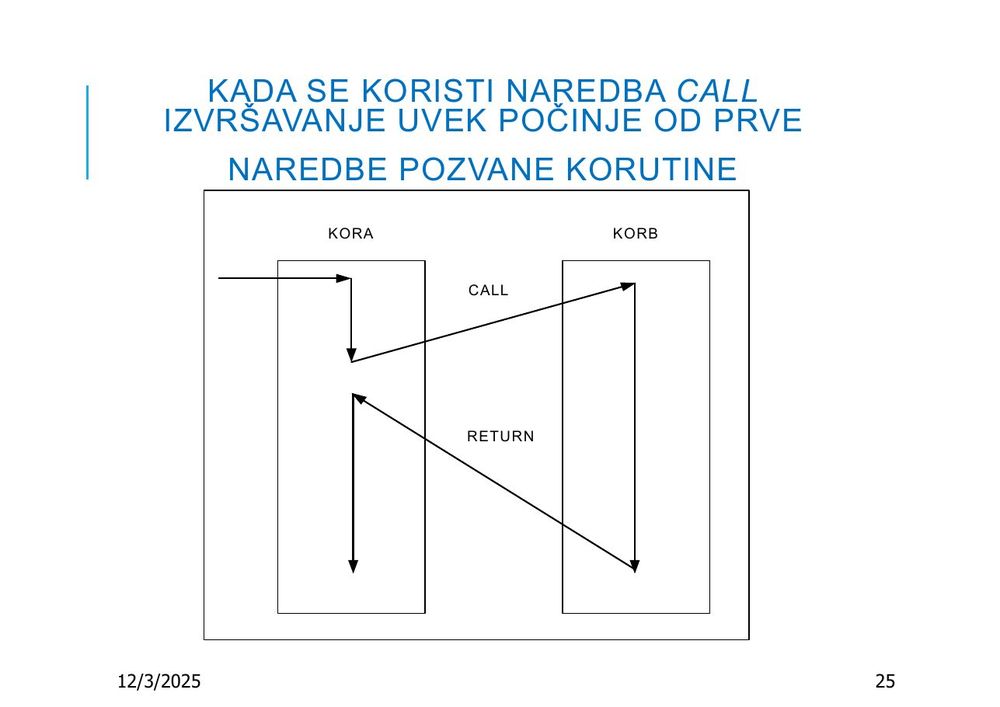 KADA SE KORISTI NAREDBA CALL
IZVRŠAVANJE UVEK POČINJE OD PRVE
NAREDBE POZVANE KORUTINE
KORA
KORB
CALL
RETURN
12/3/2025
25